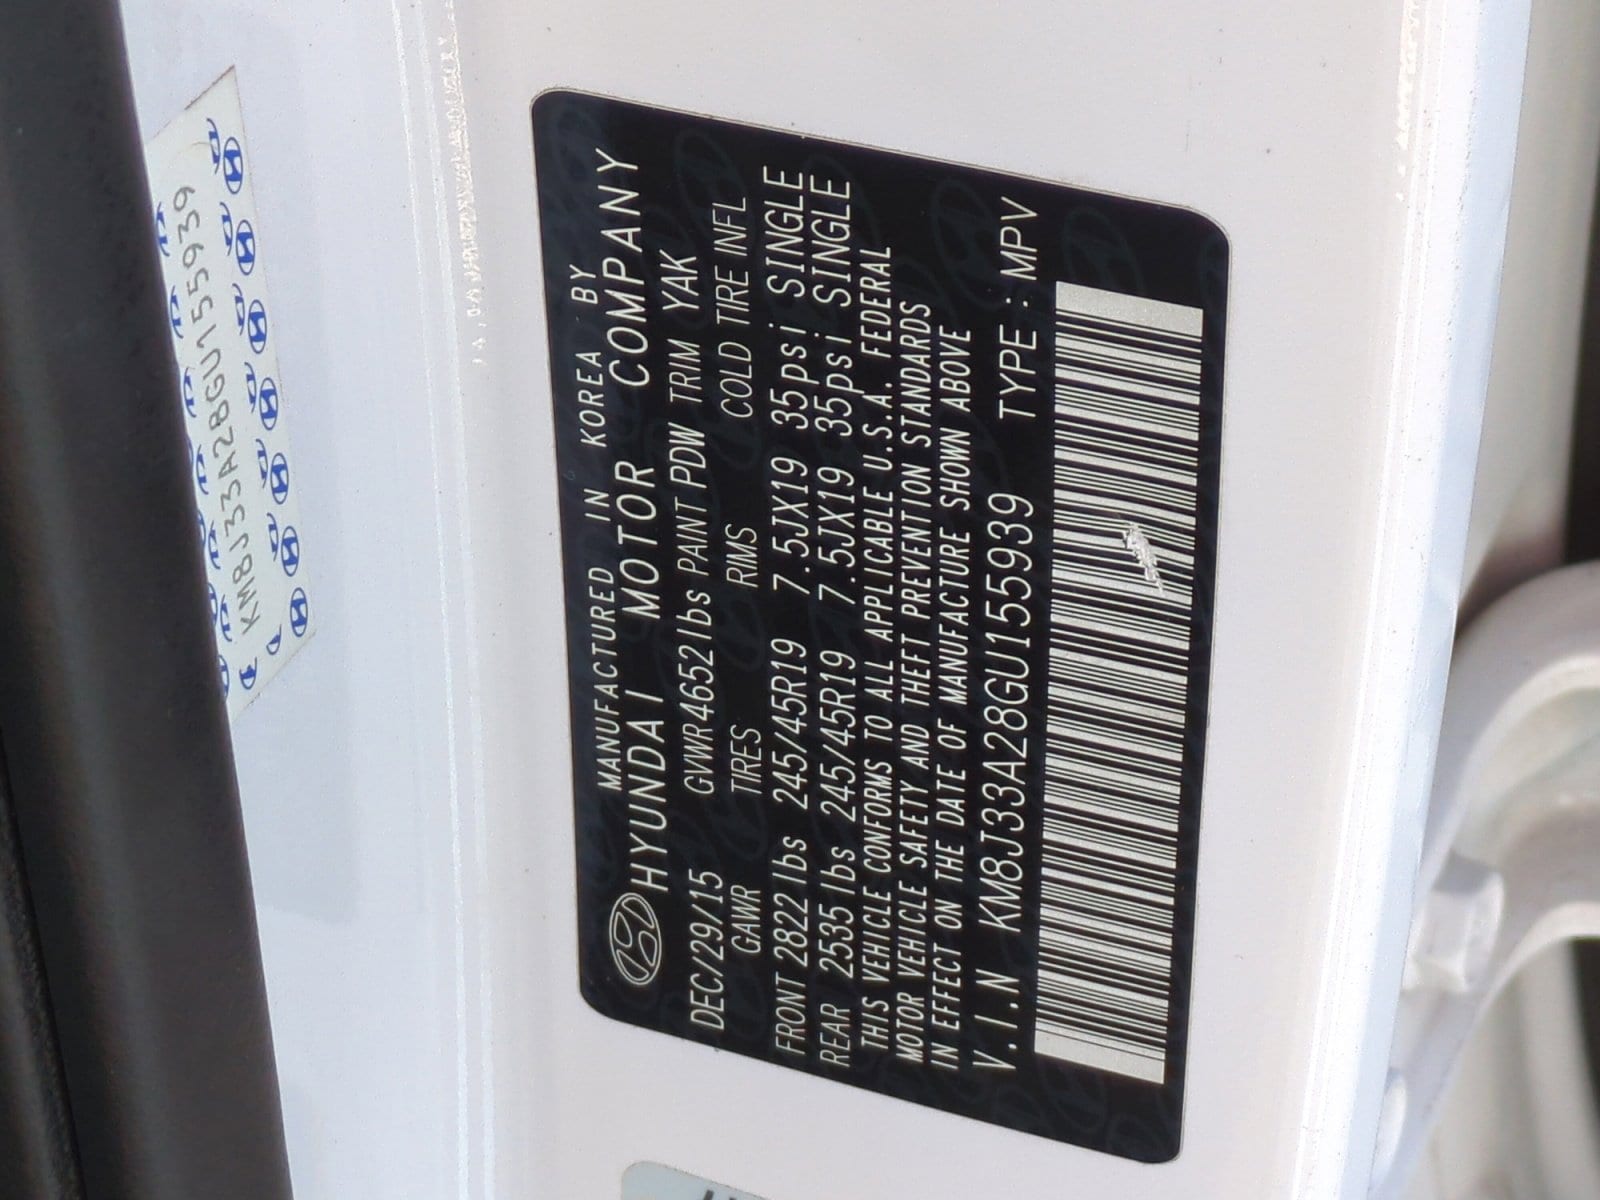 MANUFACTURED IN KOREA BY
HYUNDAI MOTOR COMPANY
DEC/29/15 GVWR4652lbs PAINT PDW TRIM YAK
GAWR TIRES RIMS COLD TIRE INFL
FRONT 2822lbs 245/45R19 7.5JX19 35psi SINGLE
REAR 2535lbs 245/45R19 7.5JX19 35psi SINGLE
THIS VEHICLE CONFORMS TO ALL APPLICABLE U.S.A. FEDERAL
MOTOR VEHICLE SAFETY AND THEFT PREVENTION STANDARDS
IN EFFECT ON THE DATE OF MANUFACTURE SHOWN ABOVE
V.I.N KM8J33A28GU155939 TYPE : MPV
KM8J33A28GU155939